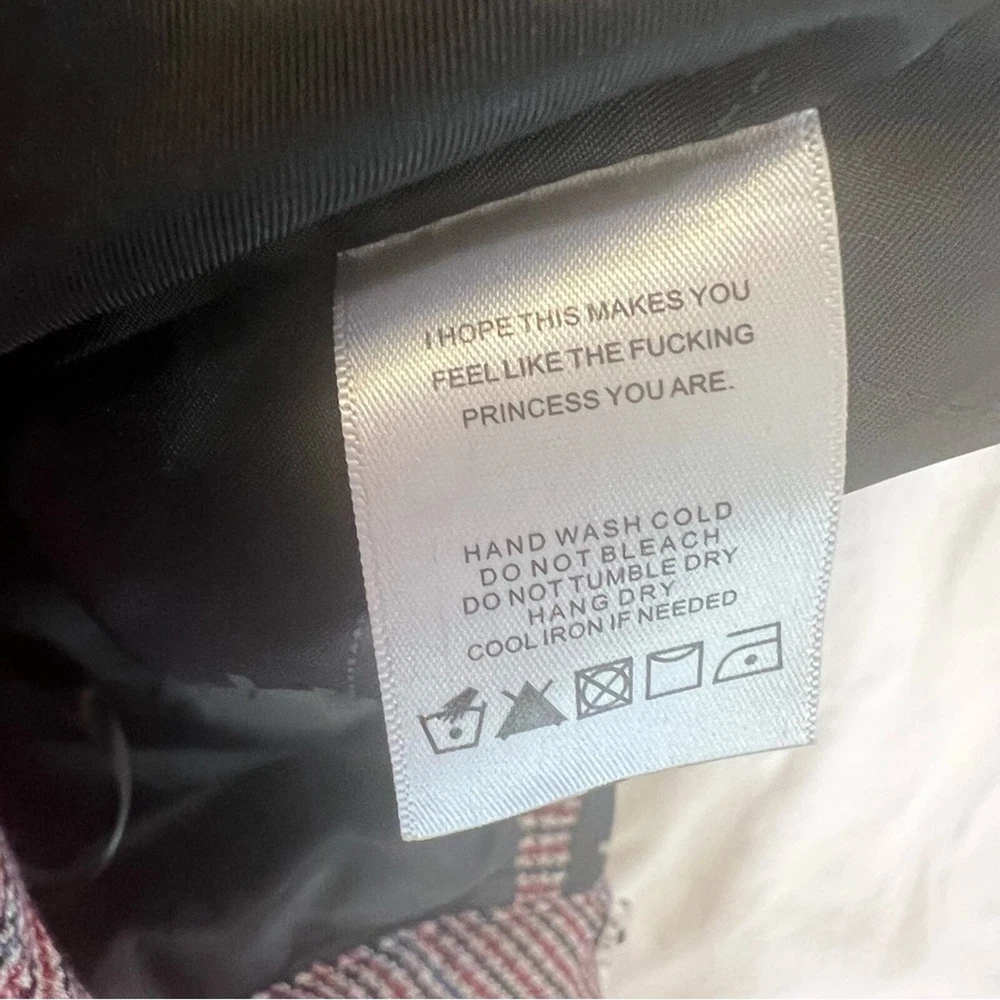 I HOPE THIS MAKES YOU
FEEL LIKE THE FUCKING
PRINCESS YOU ARE.
HAND WASH COLD
DO NOT BLEACH
DO NOT TUMBLE DRY
HANG DRY
COOL IRON IF NEEDED